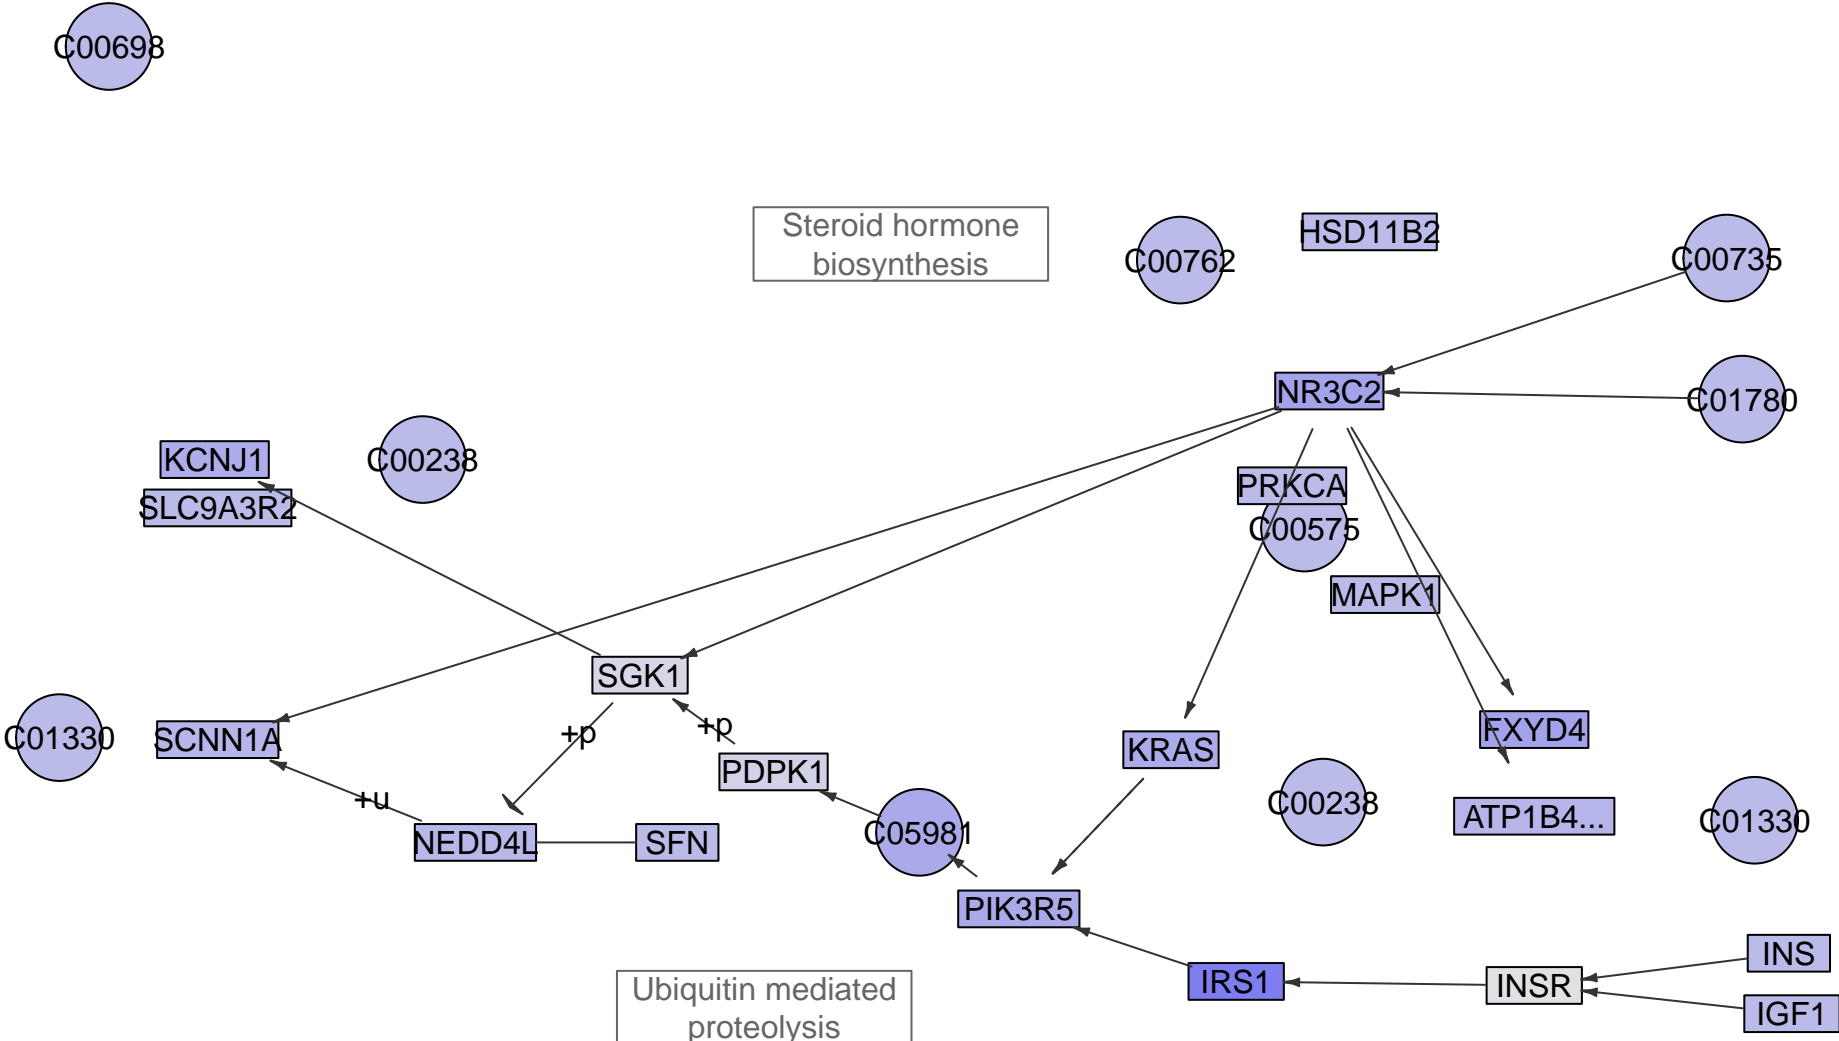 C00698
Steroid hormone
biosynthesis
C00762
HSD11B2
C00735
NR3C2
C01780
KCNJ1
C00238
SLC9A3R2
PRKCA
C00575
MAPK1
SGK1
C01330
SCNN1A
+p
+p
KRAS
FXYD4
PDPK1
+u
C00238
ATP1B4...
C01330
NEDD4L
SFN
C05981
PIK3R5
INS
IRS1
INSR
IGF1
Ubiquitin mediated
proteolysis